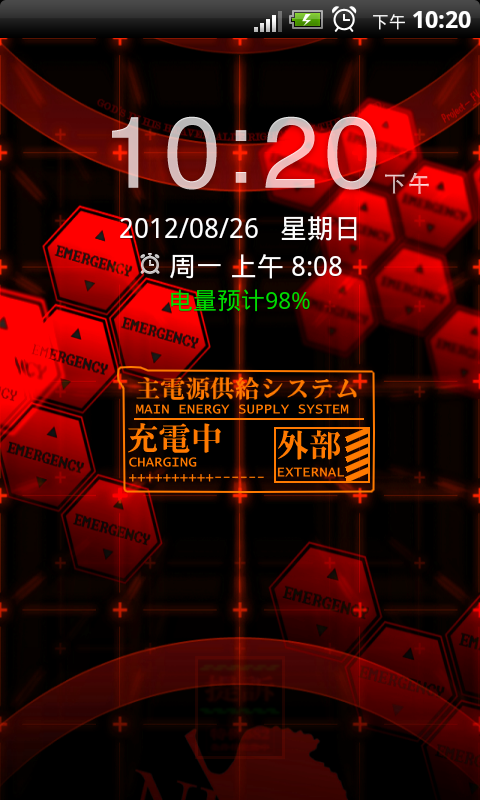 下午 10:20
10:20 下午
2012/08/26 星期日
周一 上午 8:08
电量预计98%
EMERGENCY
EMERGENCY
EMERGENCY
EMERGENCY
EMERGENCY
主電源供給システム
MAIN ENERGY SUPPLY SYSTEM
充電中
CHARGING
外部
EXTERNAL
++++++++++------
EMERGENCY
EMERGENCY